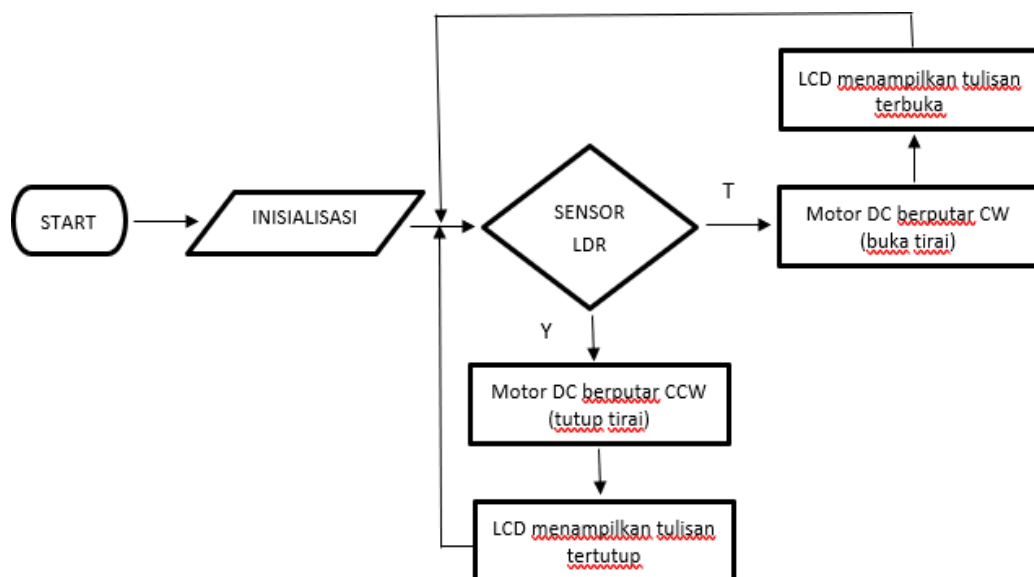 START
INISIALISASI
SENSOR
LDR
T
Motor DC berputar CW
(buka tirai)
LCD menampilkan tulisan
terbuka
Y
Motor DC berputar CCW
(tutup tirai)
LCD menampilkan tulisan
tertutup